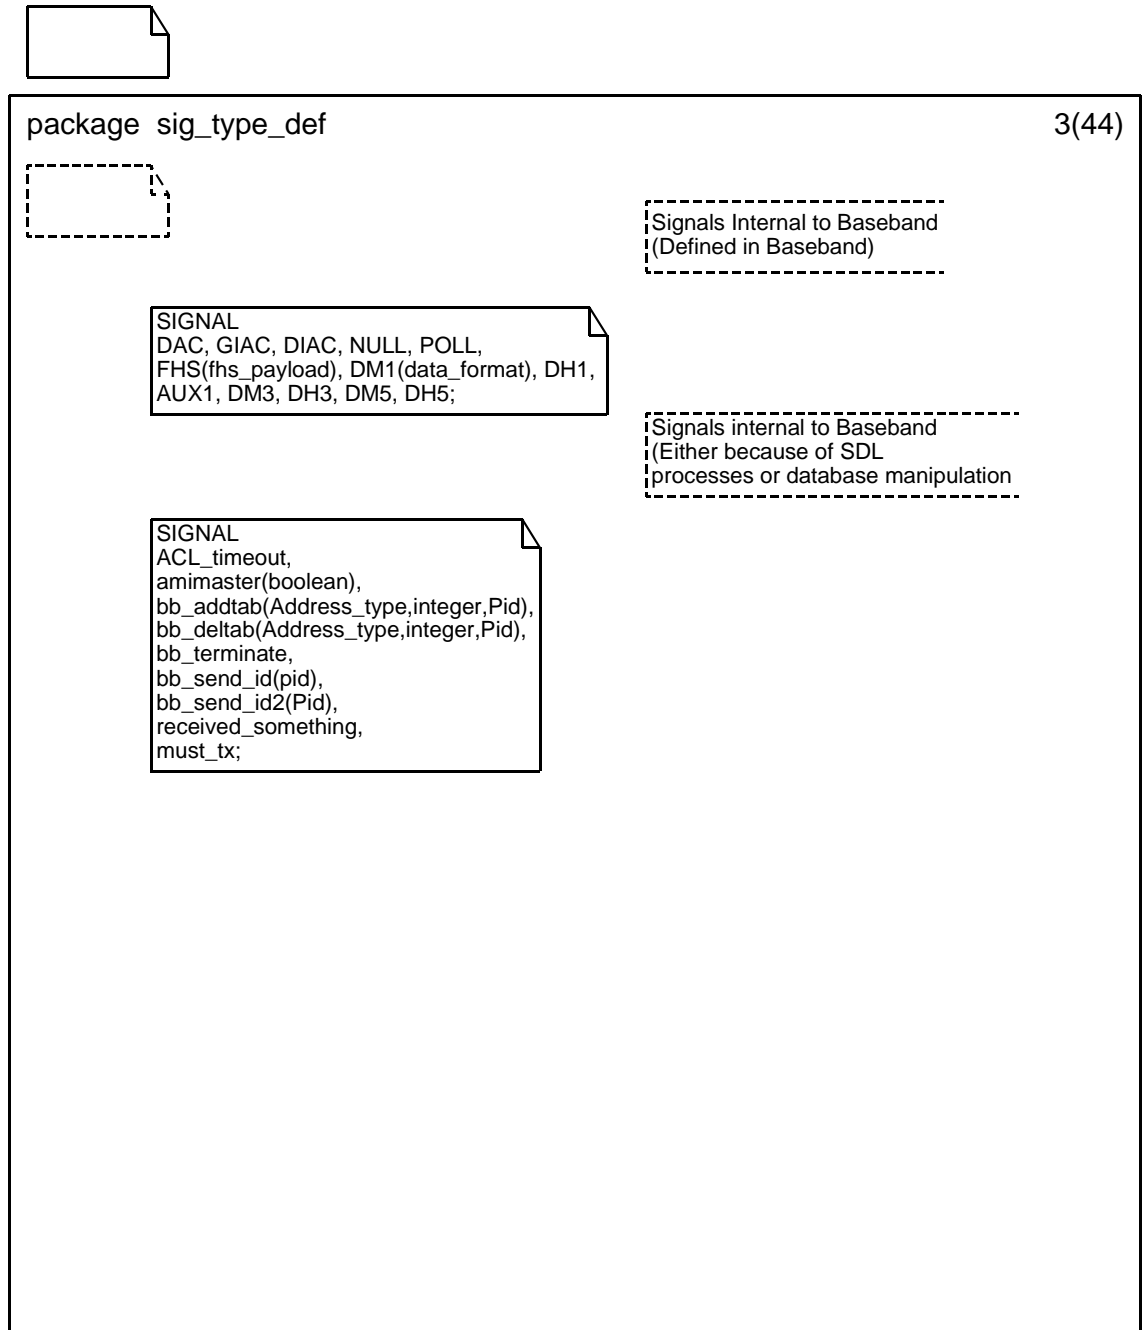 package sig_type_def
3(44)
Signals Internal to Baseband
(Defined in Baseband)
SIGNAL
DAC, GIAC, DIAC, NULL, POLL,
FHS(fhs_payload), DM1(data_format), DH1,
AUX1, DM3, DH3, DM5, DH5;
Signals internal to Baseband
(Either because of SDL
processes or database manipulation
SIGNAL
ACL_timeout,
amimaster(boolean),
bb_addtab(Address_type,integer,Pid),
bb_deltab(Address_type,integer,Pid),
bb_terminate,
bb_send_id(pid),
bb_send_id2(Pid),
received_something,
must_tx;